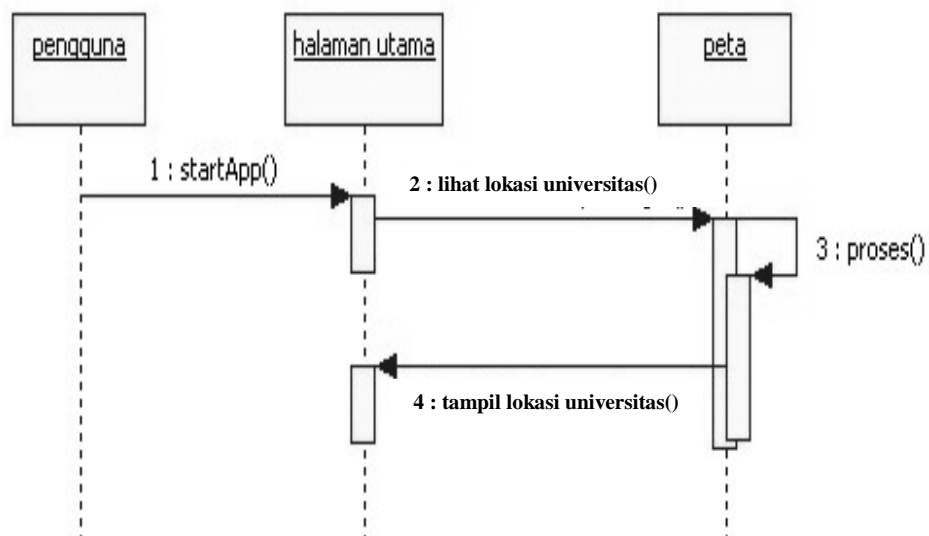 pengguna
halaman utama
peta
1 : startApp()
2 : lihat lokasi universitas()
3 : proses()
4 : tampil lokasi universitas()